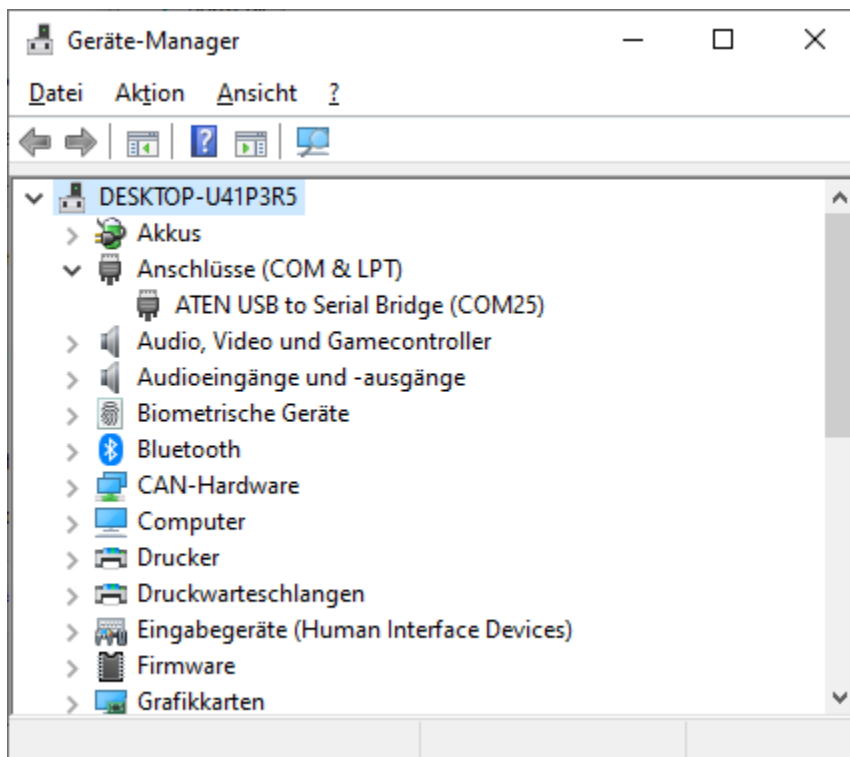 Geräte-Manager
Datei Aktion Ansicht ?
DESKTOP-U41P3R5
Akkus
Anschlüsse (COM & LPT)
ATEN USB to Serial Bridge (COM25)
Audio, Video und Gamecontroller
Audioeingänge und -ausgänge
Biometrische Geräte
Bluetooth
CAN-Hardware
Computer
Drucker
Druckwarteschlangen
Eingabegeräte (Human Interface Devices)
Firmware
Grafikkarten